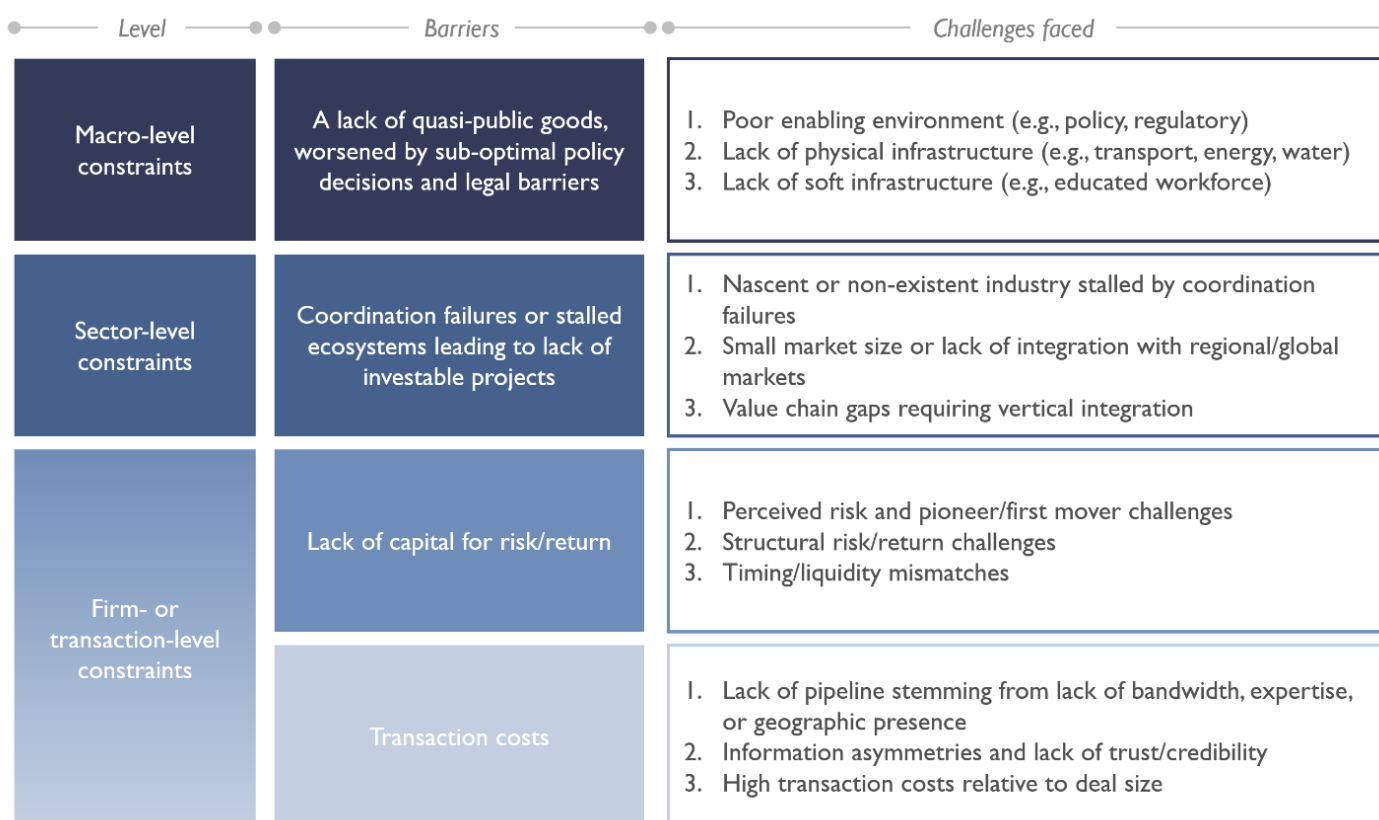 Level Barriers Challenges faced
Macro-level
constraints
A lack of quasi-public goods,
worsened by sub-optimal policy
decisions and legal barriers
1. Poor enabling environment (e.g., policy, regulatory)
2. Lack of physical infrastructure (e.g., transport, energy, water)
3. Lack of soft infrastructure (e.g., educated workforce)
Sector-level
constraints
Coordination failures or stalled
ecosystems leading to lack of
investable projects
1. Nascent or non-existent industry stalled by coordination
failures
2. Small market size or lack of integration with regional/global
markets
3. Value chain gaps requiring vertical integration
Firm- or
transaction-level
constraints
Lack of capital for risk/return
1. Perceived risk and pioneer/first mover challenges
2. Structural risk/return challenges
3. Timing/liquidity mismatches
Transaction costs
1. Lack of pipeline stemming from lack of bandwidth, expertise,
or geographic presence
2. Information asymmetries and lack of trust/credibility
3. High transaction costs relative to deal size